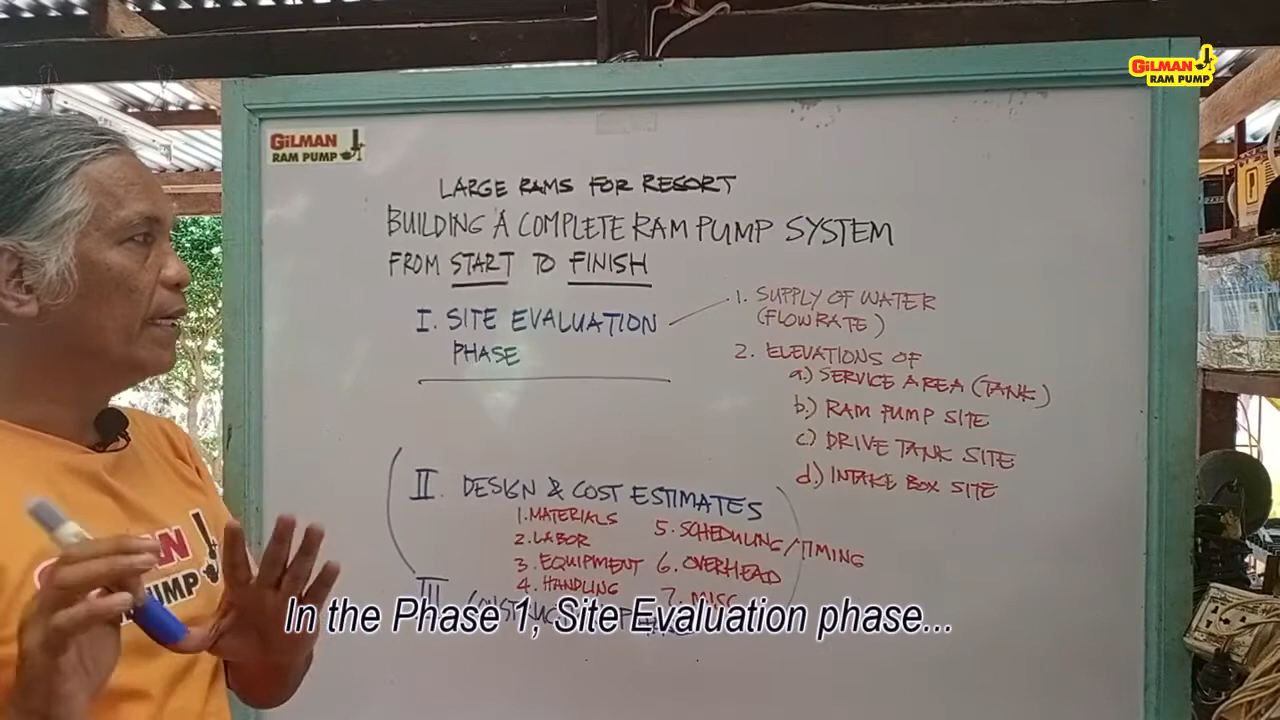 GiLMAN
RAM PUMP
GiLMAN
RAM PUMP
LARGE RAMS FOR RESORT
BUILDING A COMPLETE RAM PUMP SYSTEM
FROM START TO FINISH
I. SITE EVALUATION
PHASE
1. SUPPLY OF WATER
(FLOWRATE)
2. ELEVATIONS OF
a.) SERVICE AREA (TANK)
b.) RAM PUMP SITE
c.) DRIVE TANK SITE
d.) INTAKE BOX SITE
II. DESIGN & COST ESTIMATES
1. MATERIALS
2. LABOR
3. EQUIPMENT
4. HANDLING
5. SCHEDULING/TIMING
6. OVERHEAD
7. MISC
III
In the Phase 1, Site Evaluation phase...